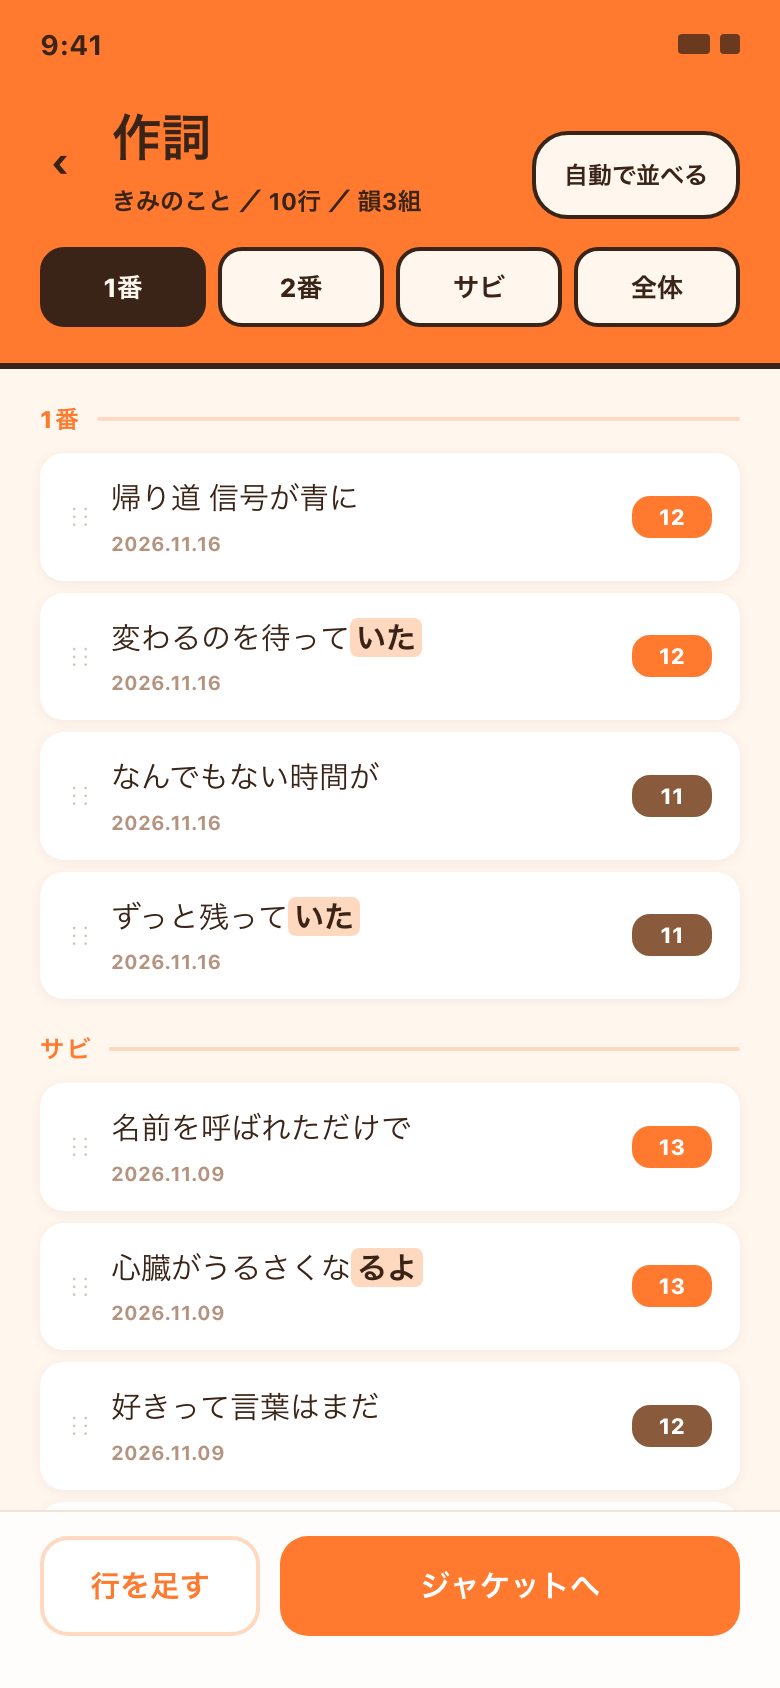 9:41
‹
作詞
きみのこと ／ 10行 ／ 韻3組
自動で並べる
1番
2番
サビ
全体
1番
帰り道 信号が青に
2026.11.16
12
変わるのを待っていた
2026.11.16
12
なんでもない時間が
2026.11.16
11
ずっと残っていた
2026.11.16
11
サビ
名前を呼ばれただけで
2026.11.09
13
心臓がうるさくなるよ
2026.11.09
13
好きって言葉はまだ
2026.11.09
12
行を足す
ジャケットへ